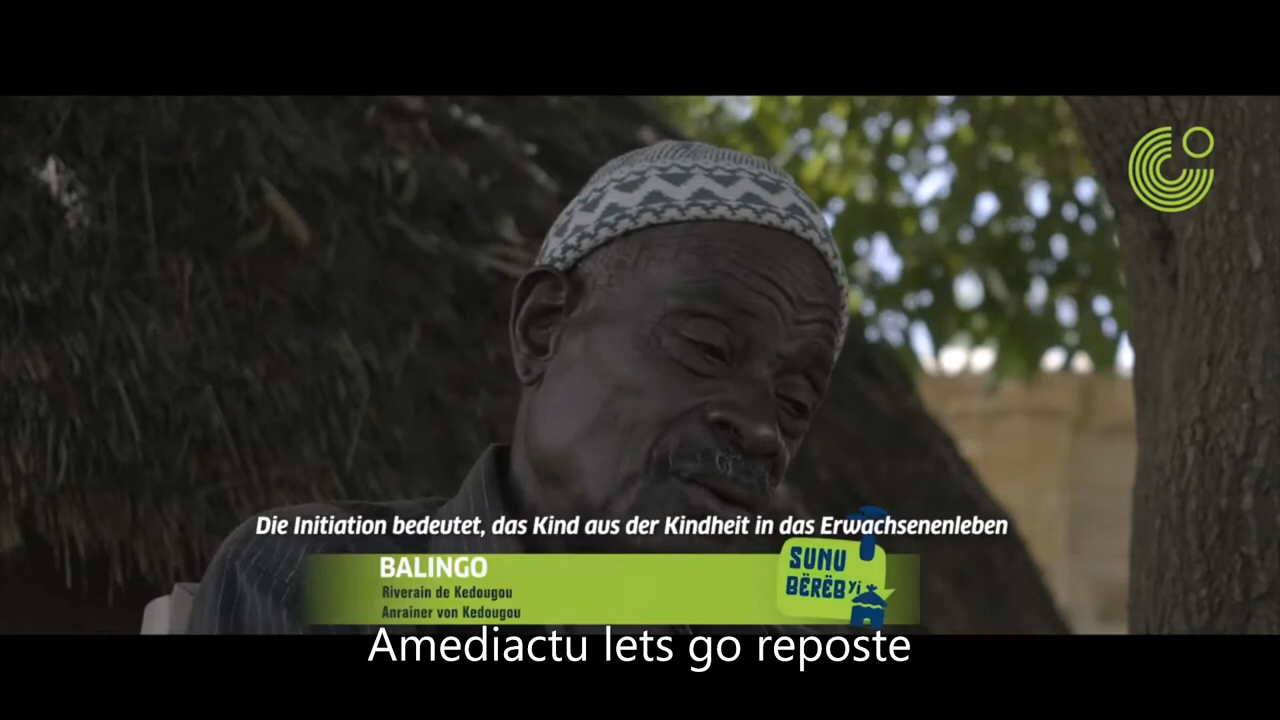 Die Initiation bedeutet, das Kind aus der Kindheit in das Erwachsenenleben
BALINGO
Riverain de Kedougou
Anrainer von Kedougou
SUNU
BËRËB Yi
Amediactu lets go reposte